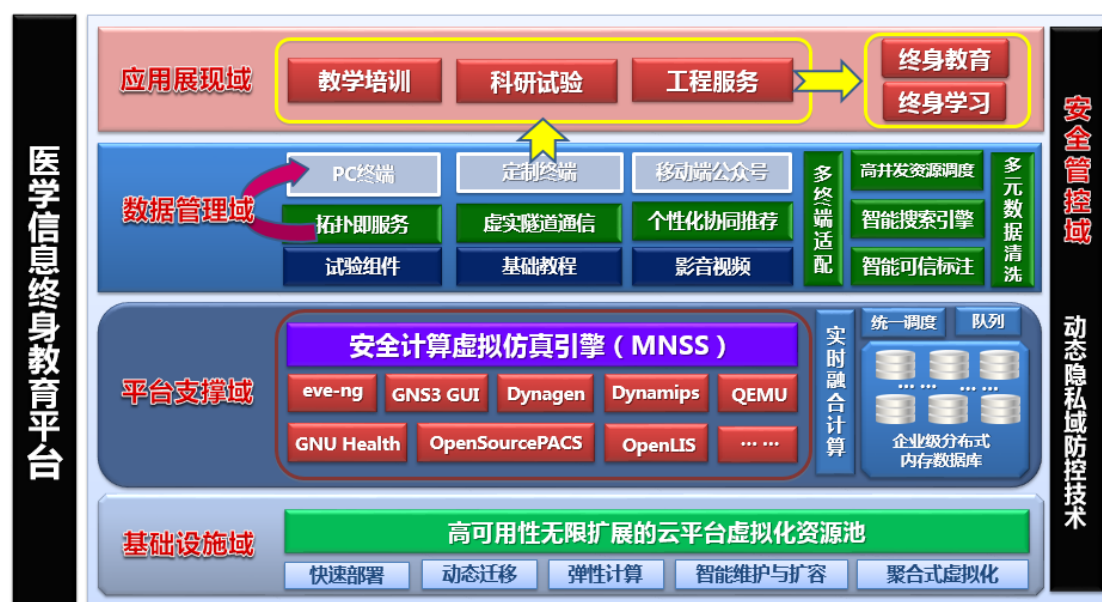 医学信息终身教育平台
应用展现域
教学培训
科研试验
工程服务
终身教育
终身学习
数据管理域
PC终端
定制终端
移动端公众号
拓扑即服务
虚实隧道通信
个性化协同推荐
试验组件
基础教程
影音视频
多终端适配
高并发资源调度
智能搜索引擎
智能可信标注
多元数据清洗
平台支撑域
安全计算虚拟仿真引擎（MNSS）
eve-ng
GNS3 GUI
Dynagen
Dynamips
QEMU
GNU Health
OpenSourcePACS
OpenLIS
... ...
实时融合计算
统一调度
队列
... ... ... ...
企业级分布式
内存数据库
基础设施域
高可用性无限扩展的云平台虚拟化资源池
快速部署
动态迁移
弹性计算
智能维护与扩容
聚合式虚拟化
安全管控域
动态隐私域防控技术